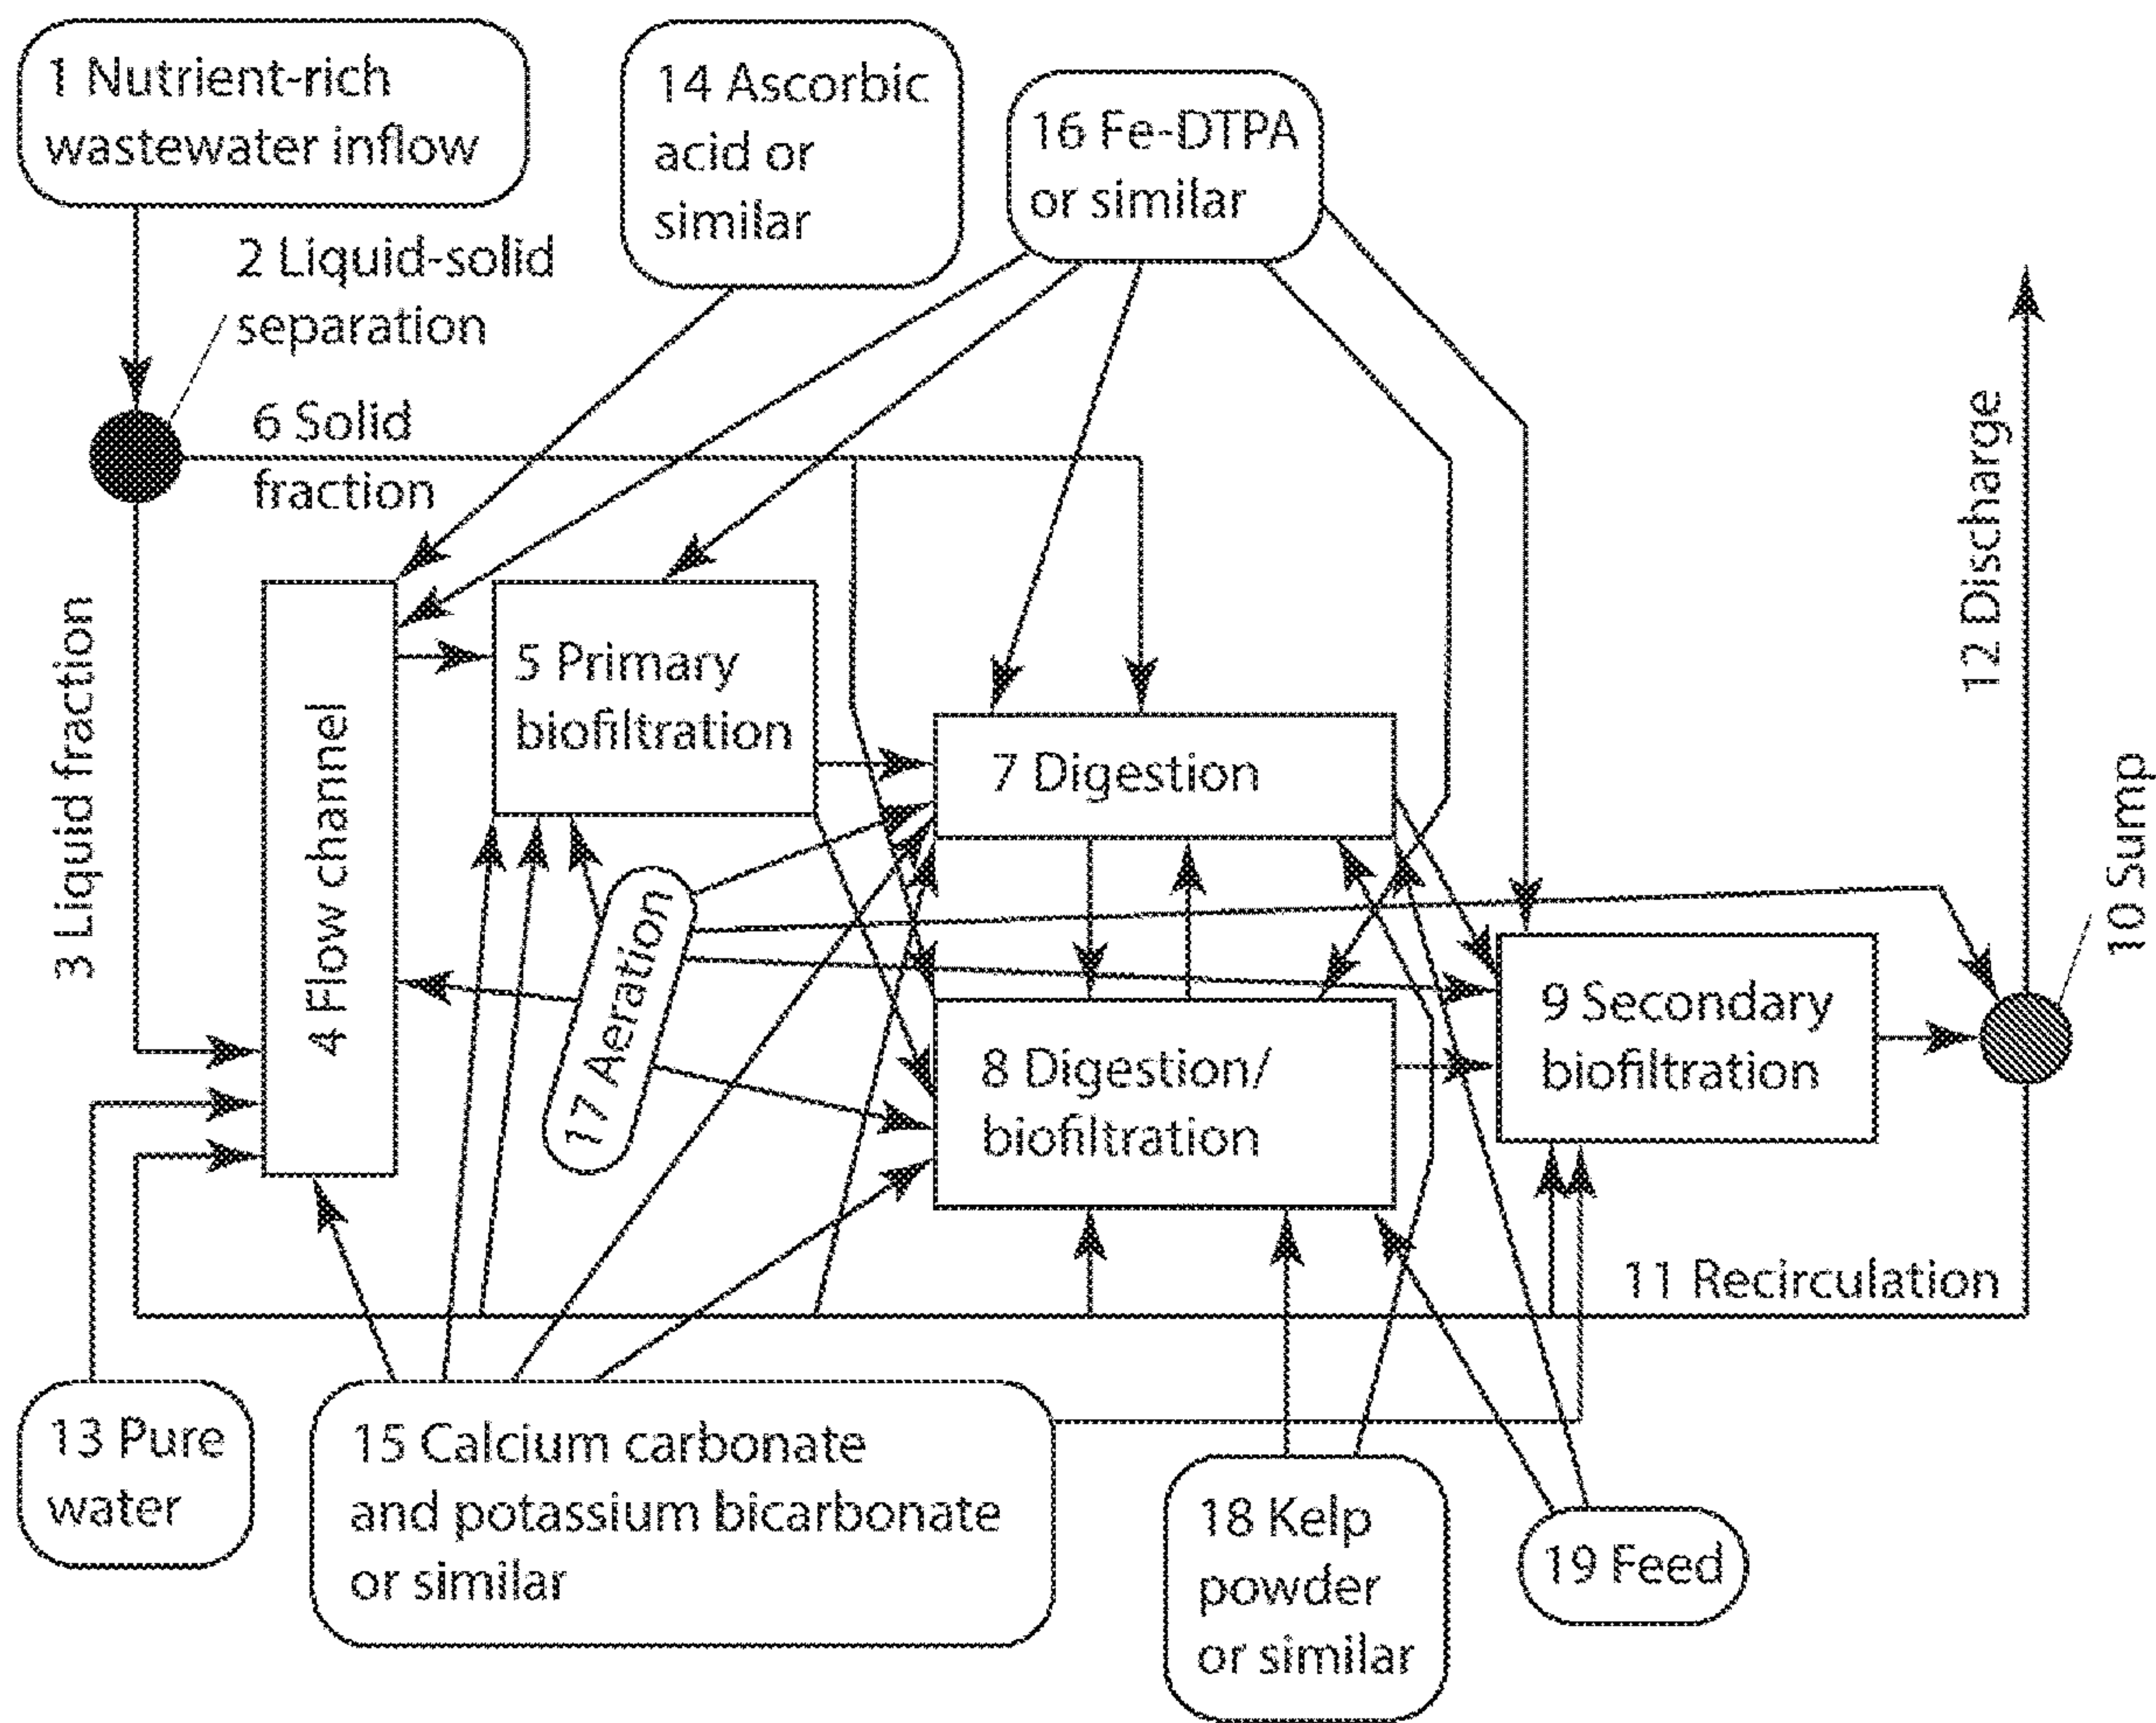 1 Nutrient-rich
wastewater inflow
14 Ascorbic
acid or
similar
16 Fe-DTPA
or similar
2 Liquid-solid
separation
6 Solid
fraction
3 Liquid fraction
4 Flow channel
5 Primary
biofiltration
7 Digestion
12 Discharge
10 Sump
17 Aeration
8 Digestion/
biofiltration
9 Secondary
biofiltration
11 Recirculation
13 Pure
water
15 Calcium carbonate
and potassium bicarbonate
or similar
18 Kelp
powder
or similar
19 Feed